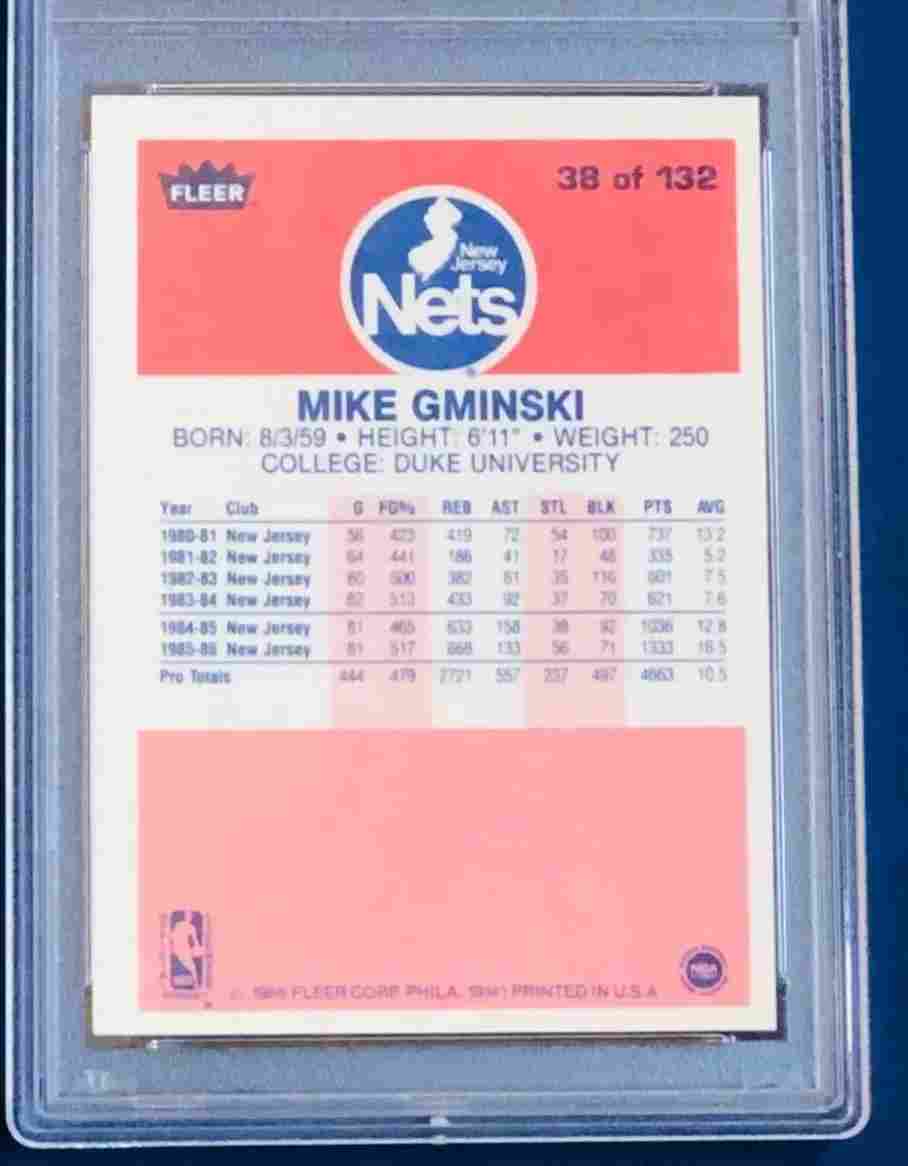 FLEER
38 of 132
New
Jersey
Nets
MIKE GMINSKI
BORN: 8/3/59 • HEIGHT: 6'11" • WEIGHT: 250
COLLEGE: DUKE UNIVERSITY
Year Club G FG% REB AST STL BLK PTS AVG
1980-81 New Jersey 56 423 419 72 54 100 737 13.2
1981-82 New Jersey 64 441 186 41 17 48 335 5.2
1982-83 New Jersey 80 500 382 61 35 116 601 7.5
1983-84 New Jersey 82 513 433 92 37 70 621 7.6
1984-85 New Jersey 81 465 633 158 38 92 1036 12.8
1985-86 New Jersey 81 517 668 133 56 71 1333 16.5
Pro Totals 444 479 2721 557 237 497 4663 10.5
NBA
© 1986 FLEER CORP. PHILA. 19141 PRINTED IN U.S.A.